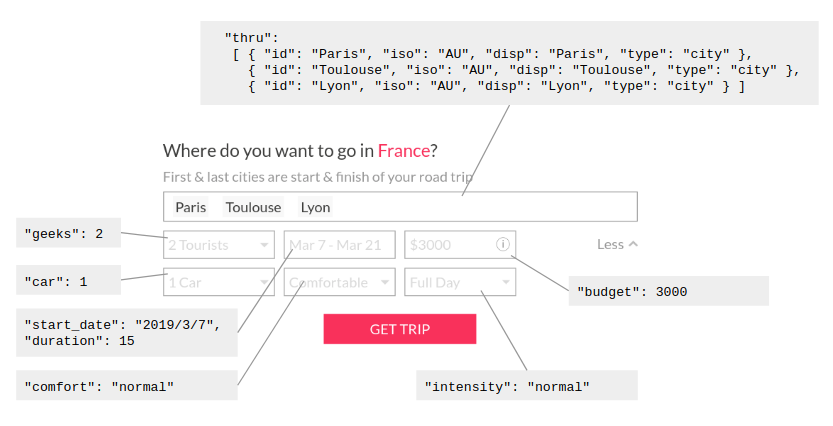 "thru":
[ { "id": "Paris", "iso": "AU", "disp": "Paris", "type": "city" },
{ "id": "Toulouse", "iso": "AU", "disp": "Toulouse", "type": "city" },
{ "id": "Lyon", "iso": "AU", "disp": "Lyon", "type": "city" } ]
Where do you want to go in France?
First & last cities are start & finish of your road trip
Paris Toulouse Lyon
"geeks": 2
2 Tourists Mar 7 - Mar 21 $3000 i Less
"car": 1
1 Car Comfortable Full Day
"budget": 3000
"start_date": "2019/3/7",
"duration": 15
GET TRIP
"comfort": "normal"
"intensity": "normal"